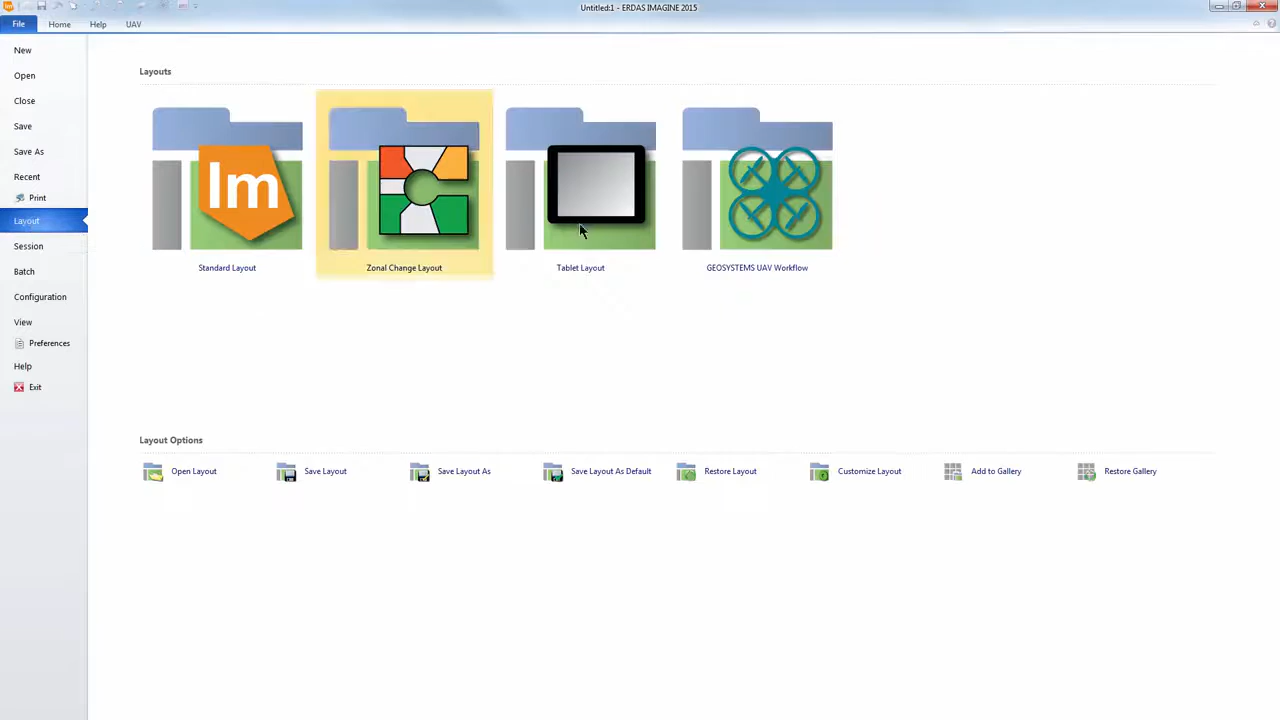 Untitled:1 - ERDAS IMAGINE 2015
File Home Help UAV
New
Open
Close
Save
Save As
Recent
Print
Layout
Session
Batch
Configuration
View
Preferences
Help
Exit
Layouts
Im
Standard Layout Zonal Change Layout Tablet Layout GEOSYSTEMS UAV Workflow
Layout Options
Open Layout Save Layout Save Layout As Save Layout As Default Restore Layout Customize Layout Add to Gallery Restore Gallery